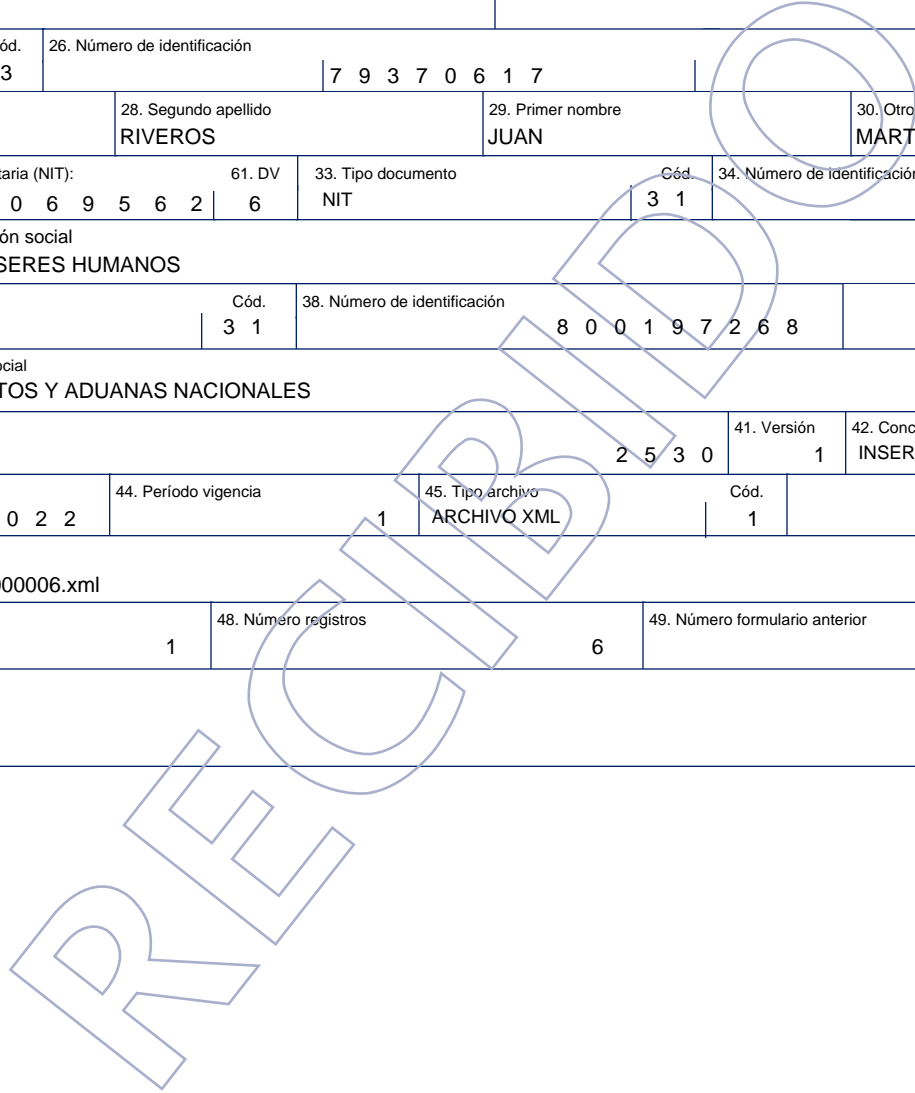 ód. 26. Número de identificación
3 7 9 3 7 0 6 1 7
28. Segundo apellido 29. Primer nombre 30. Otro
RIVEROS JUAN MART
taria (NIT): 61. DV 33. Tipo documento Cód. 34. Número de identificación
0 6 9 5 6 2 6 NIT 3 1
ón social
SERES HUMANOS
Cód. 38. Número de identificación
3 1 8 0 0 1 9 7 2 6 8
ocial
TOS Y ADUANAS NACIONALES
41. Versión 42. Conc
2 5 3 0 1 INSER
44. Período vigencia 45. Tipo archivo Cód.
0 2 2 1 ARCHIVO XML 1
000006.xml
48. Número registros 49. Número formulario anterior
1 6
RECIBIDO